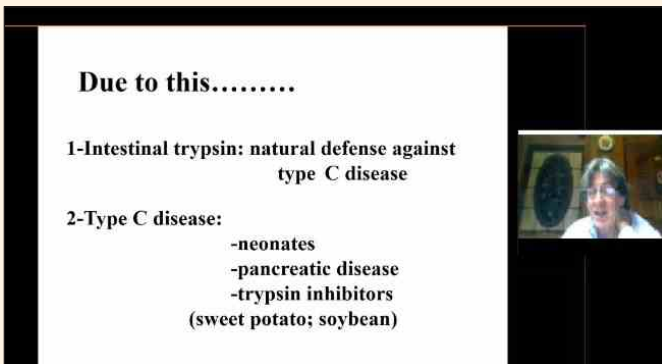 Due to this.........
1-Intestinal trypsin: natural defense against
type C disease
2-Type C disease:
-neonates
-pancreatic disease
-trypsin inhibitors
(sweet potato; soybean)